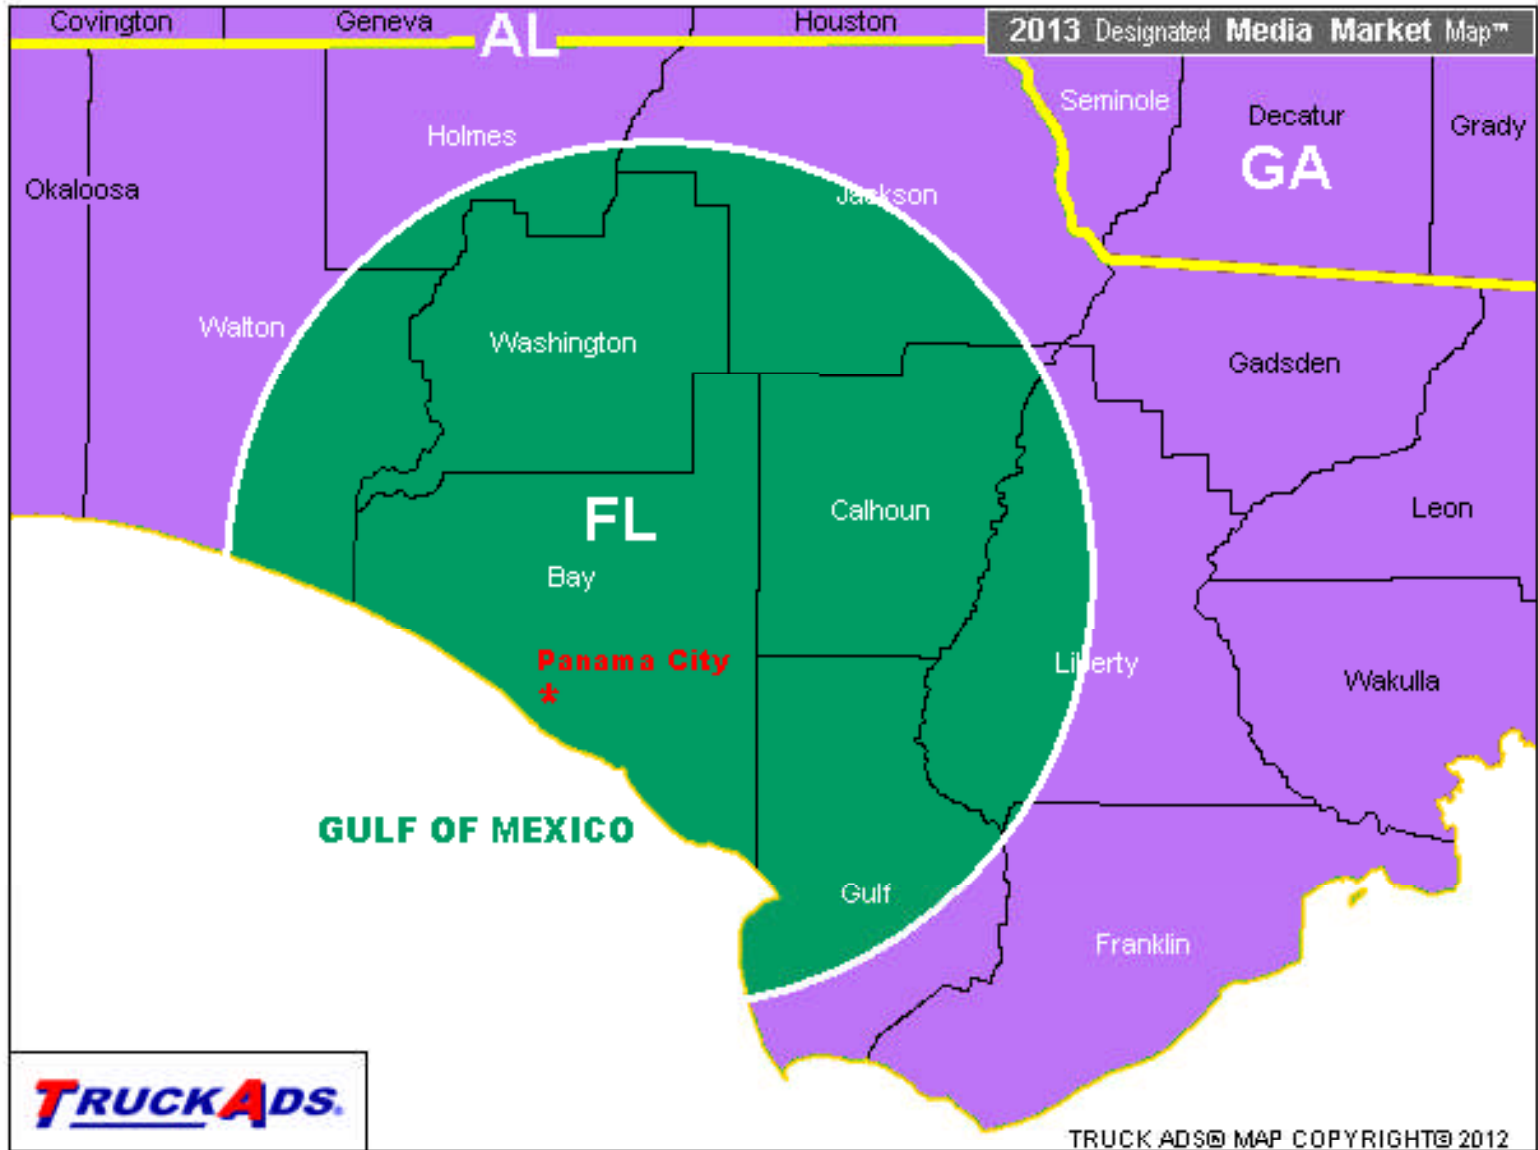 Covington
Geneva
AL
Houston
2013 Designated Media Market Map™
Holmes
Seminole
Decatur
Grady
GA
Okaloosa
Jackson
Walton
Washington
Gadsden
FL
Calhoun
Leon
Bay
Panama City
*
Liberty
Wakulla
GULF OF MEXICO
Gulf
Franklin
TRUCKADS.
TRUCK ADS® MAP COPYRIGHT© 2012